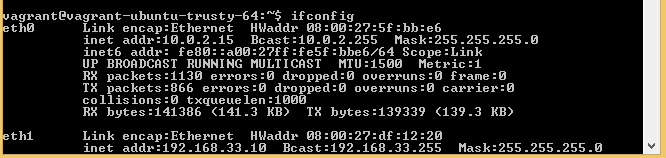 vagrant@vagrant-ubuntu-trusty-64:~$ ifconfig
eth0      Link encap:Ethernet  HWaddr 08:00:27:5f:bb:e6
          inet addr:10.0.2.15  Bcast:10.0.2.255  Mask:255.255.255.0
          inet6 addr: fe80::a00:27ff:fe5f:bbe6/64 Scope:Link
          UP BROADCAST RUNNING MULTICAST  MTU:1500  Metric:1
          RX packets:1130 errors:0 dropped:0 overruns:0 frame:0
          TX packets:866 errors:0 dropped:0 overruns:0 carrier:0
          collisions:0 txqueuelen:1000
          RX bytes:141386 (141.3 KB)  TX bytes:139339 (139.3 KB)
eth1      Link encap:Ethernet  HWaddr 08:00:27:df:12:20
          inet addr:192.168.33.10  Bcast:192.168.33.255  Mask:255.255.255.0